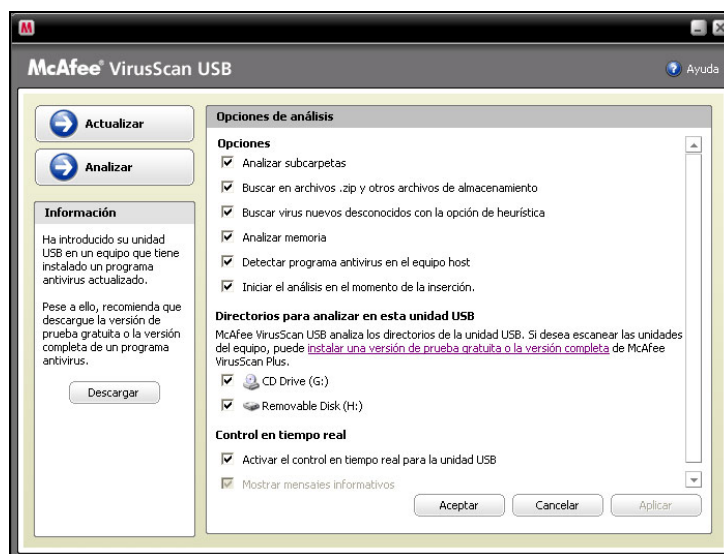 McAfee® VirusScan USB
Ayuda
Actualizar
Analizar
Información
Ha introducido su unidad
USB en un equipo que tiene
instalado un programa
antivirus actualizado.
Pese a ello, recomienda que
descargue la versión de
prueba gratuita o la versión
completa de un programa
antivirus.
Descargar
Opciones de análisis
Opciones
Analizar subcarpetas
Buscar en archivos .zip y otros archivos de almacenamiento
Buscar virus nuevos desconocidos con la opción de heurística
Analizar memoria
Detectar programa antivirus en el equipo host
Iniciar el análisis en el momento de la inserción.
Directorios para analizar en esta unidad USB
McAfee VirusScan USB analiza los directorios de la unidad USB. Si desea escanear las unidades
del equipo, puede instalar una versión de prueba gratuita o la versión completa de McAfee
VirusScan Plus.
CD Drive (G:)
Removable Disk (H:)
Control en tiempo real
Activar el control en tiempo real para la unidad USB
Mostrar mensajes informativos
Aceptar
Cancelar
Aplicar